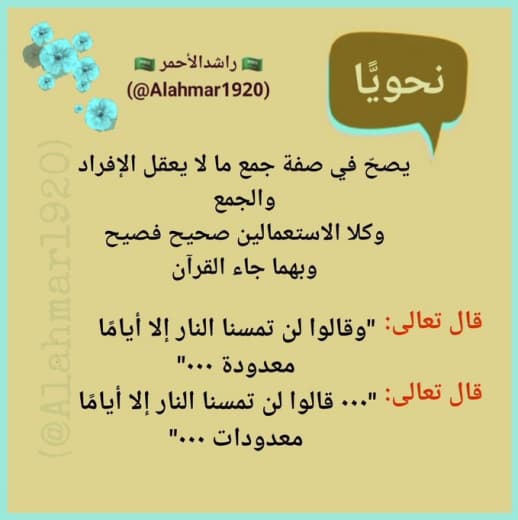 نحويًّا
🇸🇦 راشدالأحمر 🇸🇦
(@Alahmar1920)
يصحّ في صفة جمع ما لا يعقل الإفراد
والجمع
وكلا الاستعمالين صحيح فصيح
وبهما جاء القرآن
قال تعالى: "وقالوا لن تمسنا النار إلا أيامًا
معدودة ..."
قال تعالى: "... قالوا لن تمسنا النار إلا أيامًا
معدودات ..."
(@Alahmar1920)